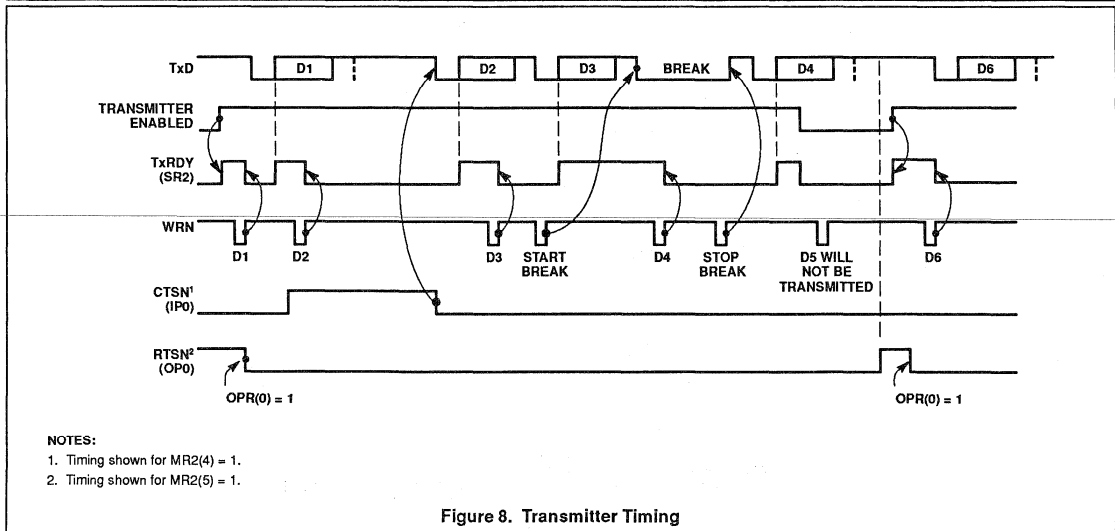 TxD
D1
D2
D3
BREAK
D4
D6
TRANSMITTER
ENABLED
TxRDY
(SR2)
WRN
D1
D2
D3
START
BREAK
D4
STOP
BREAK
D5 WILL
NOT BE
TRANSMITTED
D6
CTSN¹
(IP0)
RTSN²
(OP0)
OPR(0) = 1
OPR(0) = 1
NOTES:
1. Timing shown for MR2(4) = 1.
2. Timing shown for MR2(5) = 1.
Figure 8. Transmitter Timing